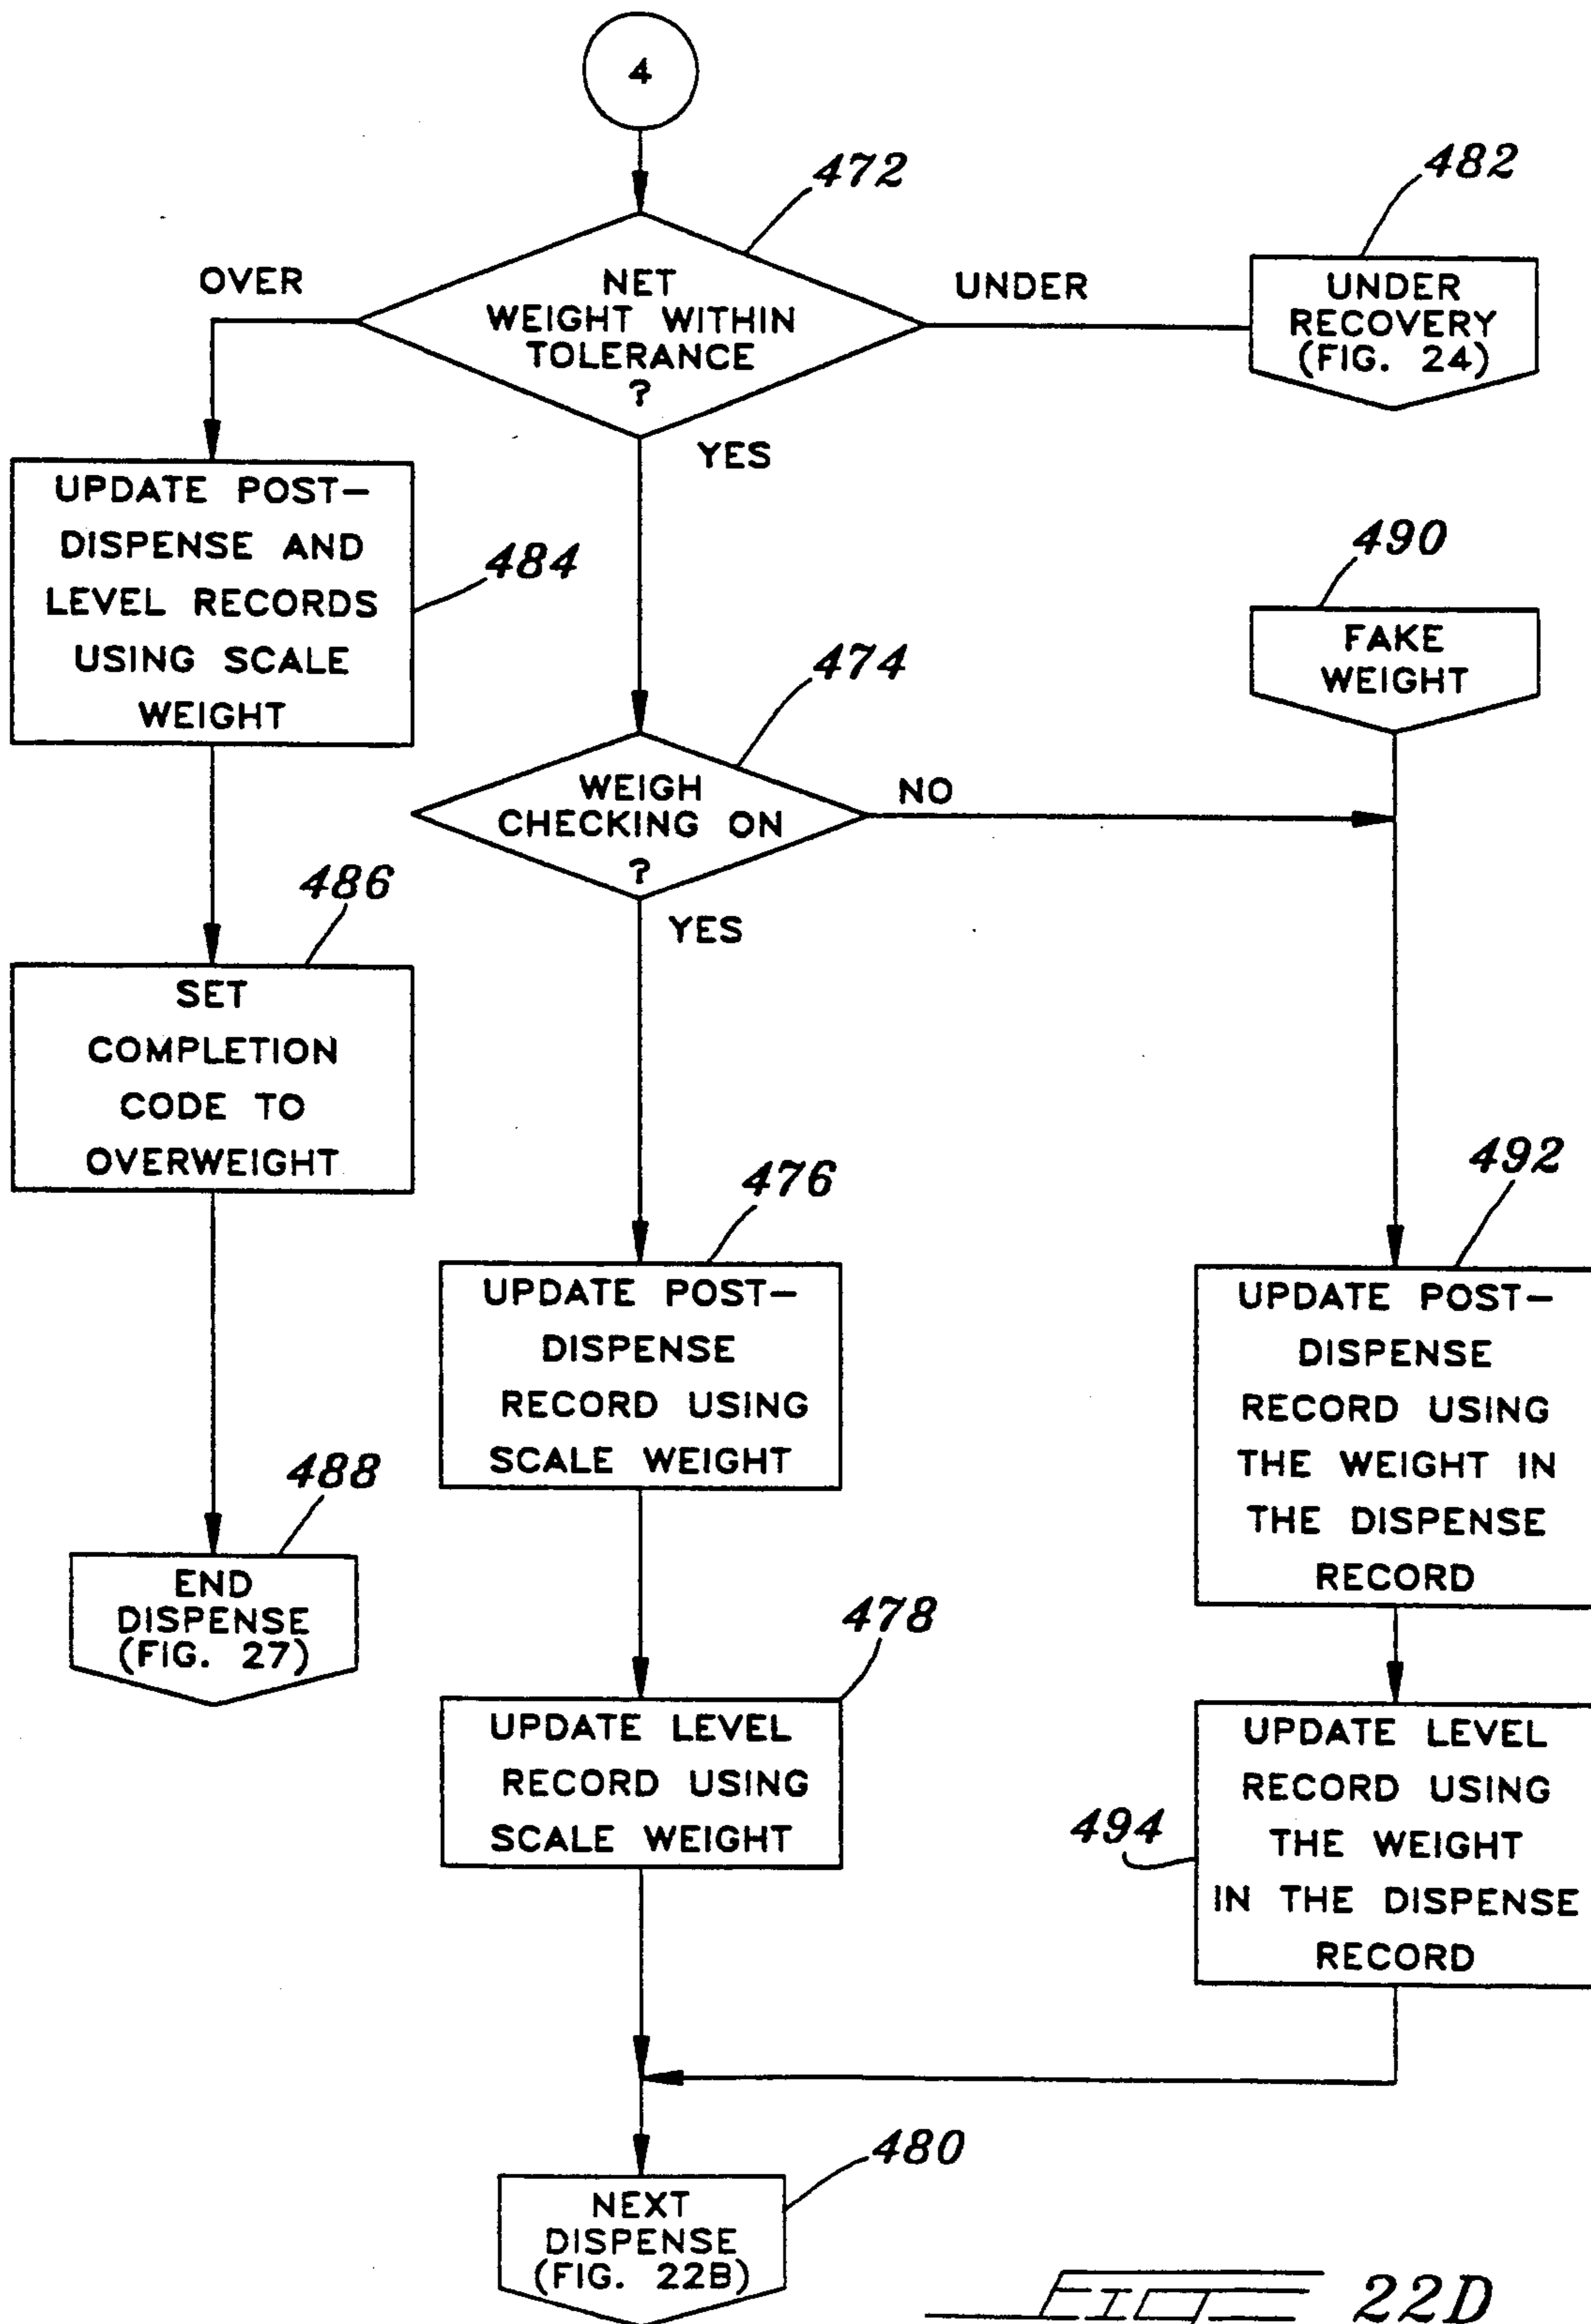 4
472
482
OVER
NET
WEIGHT WITHIN
TOLERANCE
?
UNDER
UNDER
RECOVERY
(FIG. 24)
YES
UPDATE POST-
DISPENSE AND
LEVEL RECORDS
USING SCALE
WEIGHT
484
490
FAKE
WEIGHT
474
WEIGH
CHECKING ON
?
NO
YES
486
SET
COMPLETION
CODE TO
OVERWEIGHT
476
UPDATE POST-
DISPENSE
RECORD USING
SCALE WEIGHT
492
UPDATE POST-
DISPENSE
RECORD USING
THE WEIGHT IN
THE DISPENSE
RECORD
488
END
DISPENSE
(FIG. 27)
478
UPDATE LEVEL
RECORD USING
SCALE WEIGHT
494
UPDATE LEVEL
RECORD USING
THE WEIGHT
IN THE DISPENSE
RECORD
480
NEXT
DISPENSE
(FIG. 22B)
FIG 22D